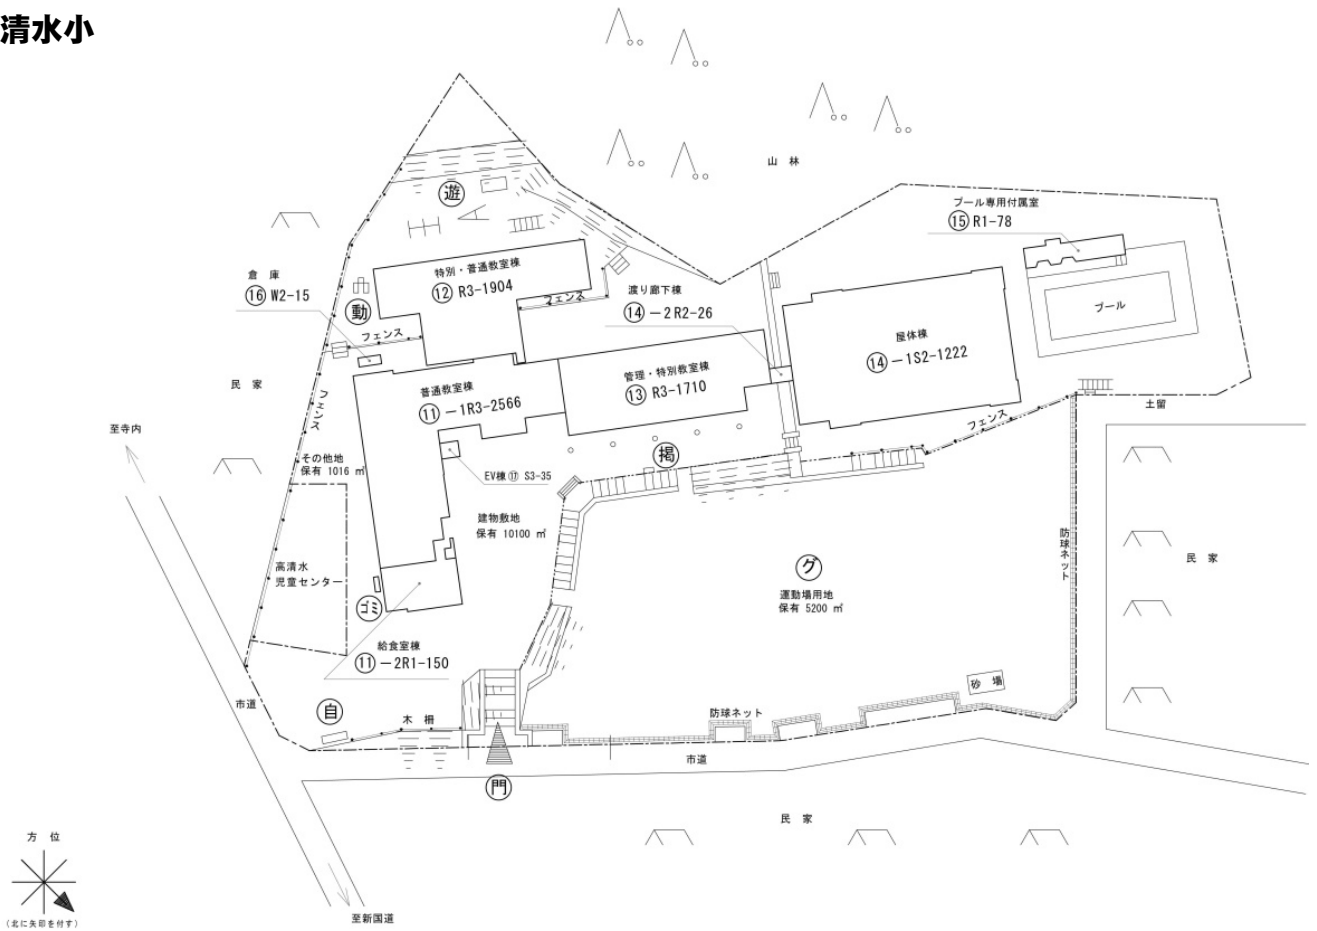 清水小
山 林
遊
プール専用付属室
⑮ R1-78
特別・普通教室棟
⑫ R3-1904
倉 庫
⑯ W2-15
動
フェンス
フェンス
渡り廊下棟
⑭-2R2-26
プール
屋体棟
⑭-1S2-1222
管理・特別教室棟
⑬ R3-1710
普通教室棟
⑪-1R3-2566
民 家
フェンス
フェンス
土留
至寺内
掲
その他地
保有 1016 ㎡
EV棟⑰ S3-35
建物敷地
保有 10100 ㎡
防球ネット
民 家
グ
運動場用地
保有 5200 ㎡
高清水
児童センター
ゴミ
給食室棟
⑪-2R1-150
砂 場
市道
自
木 柵
防球ネット
市道
門
民 家
方 位
(北に矢印を付す)
至新国道